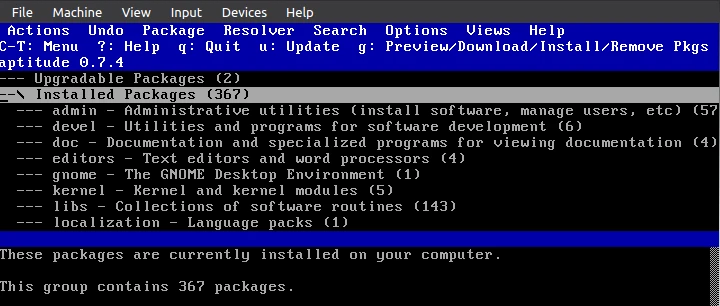 File Machine View Input Devices Help
Actions Undo Package Resolver Search Options Views Help
C-T: Menu ?: Help q: Quit u: Update g: Preview/Download/Install/Remove Pkgs
aptitude 0.7.4
--- Upgradable Packages (2)
--\ Installed Packages (367)
--- admin - Administrative utilities (install software, manage users, etc) (57
--- devel - Utilities and programs for software development (6)
--- doc - Documentation and specialized programs for viewing documentation (4)
--- editors - Text editors and word processors (4)
--- gnome - The GNOME Desktop Environment (1)
--- kernel - Kernel and kernel modules (5)
--- libs - Collections of software routines (143)
--- localization - Language packs (1)
These packages are currently installed on your computer.
This group contains 367 packages.